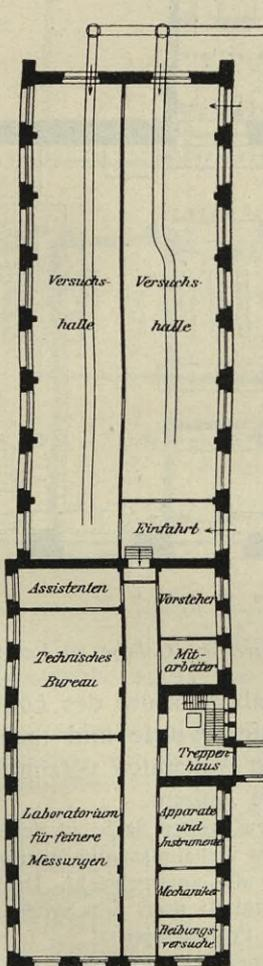 Versuchs-
halle
Versuchs-
halle
Einfahrt
Assistenten
Vorsteher
Technisches
Bureau
Mit-
arbeiter
Treppen-
haus
Laboratorium
für feinere
Messungen
Apparate
und
Instrumente
Mechaniker
Reibungs-
versuche